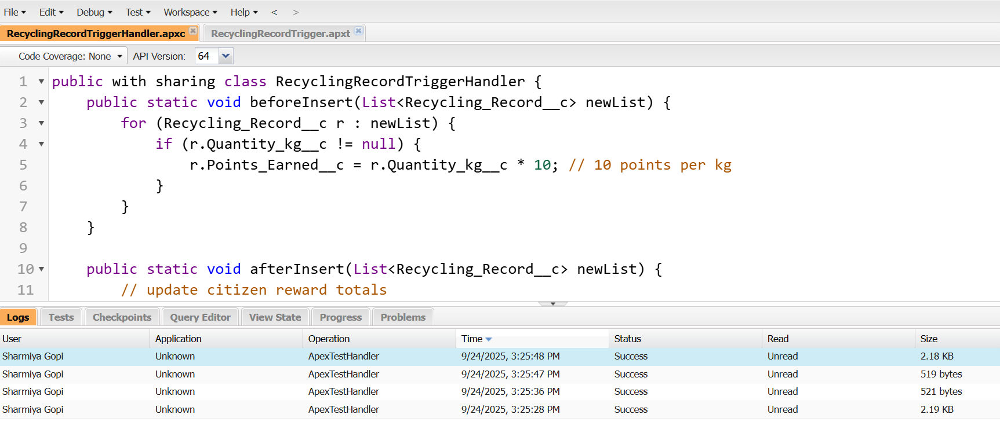 File Edit Debug Test Workspace Help < >
RecyclingRecordTriggerHandler.apxc RecyclingRecordTrigger.apxt
Code Coverage: None API Version: 64
1 public with sharing class RecyclingRecordTriggerHandler {
2 public static void beforeInsert(List<Recycling_Record__c> newList) {
3 for (Recycling_Record__c r : newList) {
4 if (r.Quantity_kg__c != null) {
5 r.Points_Earned__c = r.Quantity_kg__c * 10; // 10 points per kg
6 }
7 }
8 }
9
10 public static void afterInsert(List<Recycling_Record__c> newList) {
11 // update citizen reward totals
Logs Tests Checkpoints Query Editor View State Progress Problems
User Application Operation Time Status Read Size
Sharmiya Gopi Unknown ApexTestHandler 9/24/2025, 3:25:48 PM Success Unread 2.18 KB
Sharmiya Gopi Unknown ApexTestHandler 9/24/2025, 3:25:47 PM Success Unread 519 bytes
Sharmiya Gopi Unknown ApexTestHandler 9/24/2025, 3:25:36 PM Success Unread 521 bytes
Sharmiya Gopi Unknown ApexTestHandler 9/24/2025, 3:25:28 PM Success Unread 2.19 KB